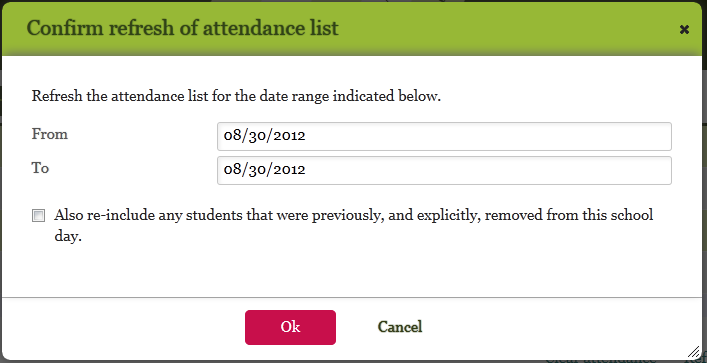 Confirm refresh of attendance list
Refresh the attendance list for the date range indicated below.
From 08/30/2012
To 08/30/2012
Also re-include any students that were previously, and explicitly, removed from this school
day.
Ok Cancel